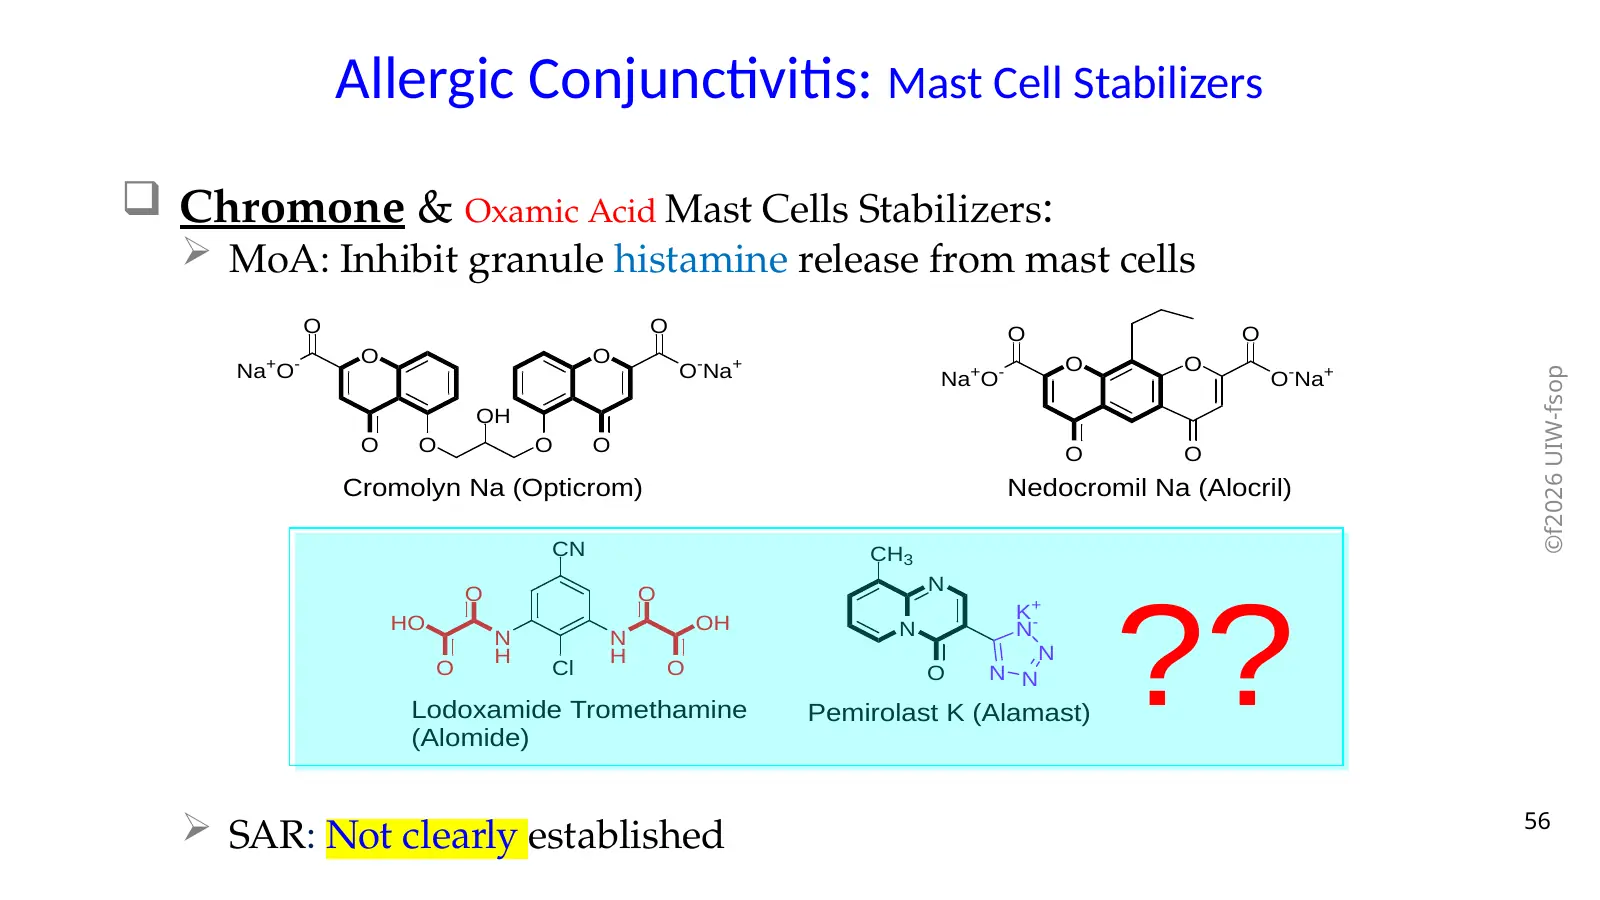 Allergic Conjunctivitis: Mast Cell Stabilizers
Chromone & Oxamic Acid Mast Cells Stabilizers:
MoA: Inhibit granule histamine release from mast cells
O O
Na+O- O O O-Na+
OH
O O O O
Cromolyn Na (Opticrom)
O O
Na+O- O O O-Na+
O O
Nedocromil Na (Alocril)
CN
O O
HO N H N H OH
O Cl O
Lodoxamide Tromethamine
(Alomide)
CH3
N
K+
N N-
N
O N N
Pemirolast K (Alamast)
??
SAR: Not clearly established
©f2026 UIW-fsop
56